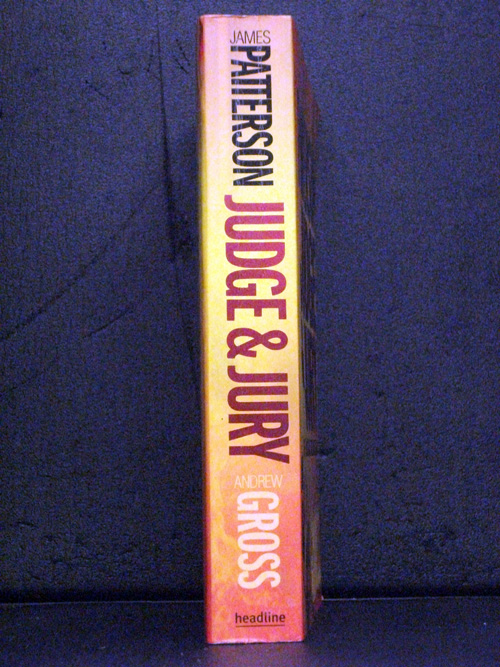 JAMES
PATTERSON
JUDGE & JURY
ANDREW
GROSS
headline